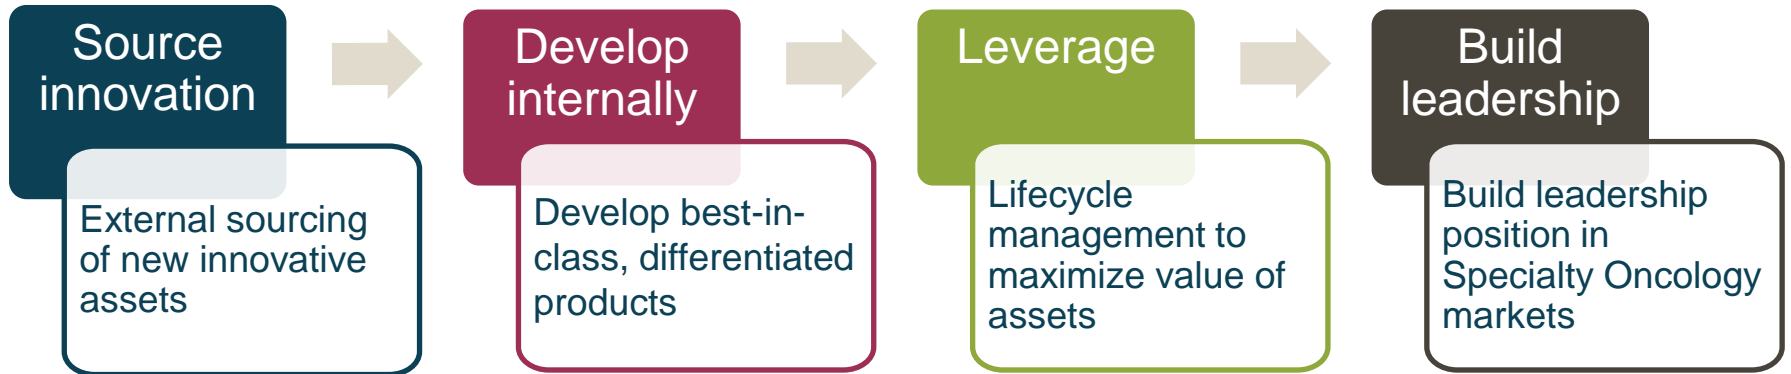 Source
innovation
External sourcing
of new innovative
assets
Develop
internally
Develop best-in-
class, differentiated
products
Leverage
Lifecycle
management to
maximize value of
assets
Build
leadership
Build leadership
position in
Specialty Oncology
markets